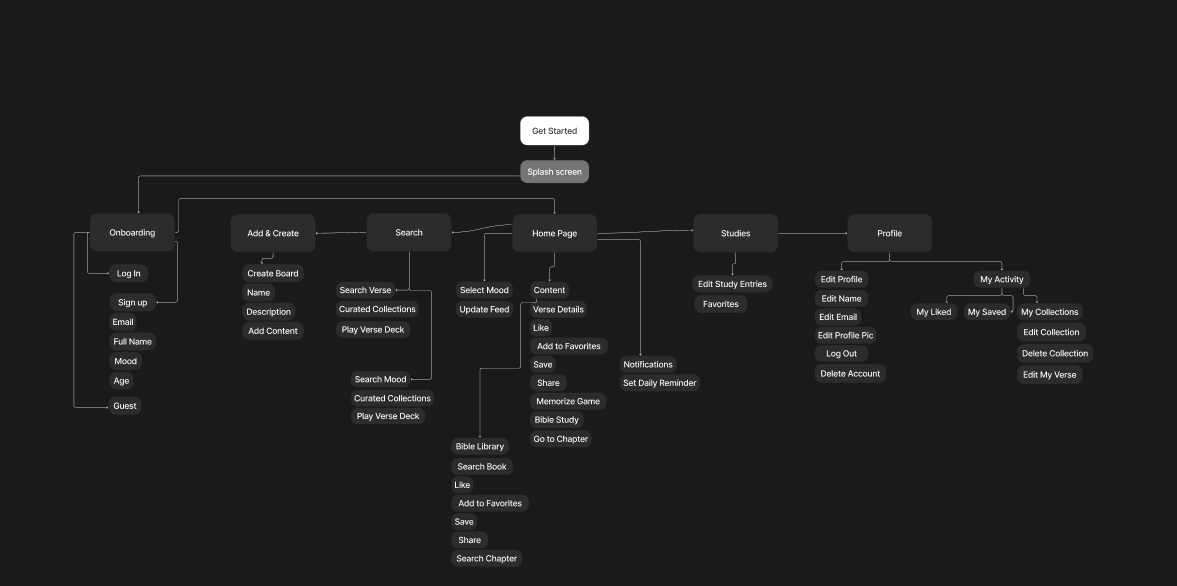 Get Started
Splash screen
Onboarding
Log In
Sign up
Email
Full Name
Mood
Age
Guest
Add & Create
Create Board
Name
Description
Add Content
Search
Search Verse
Curated Collections
Play Verse Deck
Search Mood
Curated Collections
Play Verse Deck
Home Page
Select Mood
Update Feed
Content
Verse Details
Like
Add to Favorites
Save
Share
Memorize Game
Bible Study
Go to Chapter
Bible Library
Search Book
Like
Add to Favorites
Save
Share
Search Chapter
Notifications
Set Daily Reminder
Studies
Edit Study Entries
Favorites
Profile
Edit Profile
Edit Name
Edit Email
Edit Profile Pic
Log Out
Delete Account
My Activity
My Liked
My Saved
My Collections
Edit Collection
Delete Collection
Edit My Verse